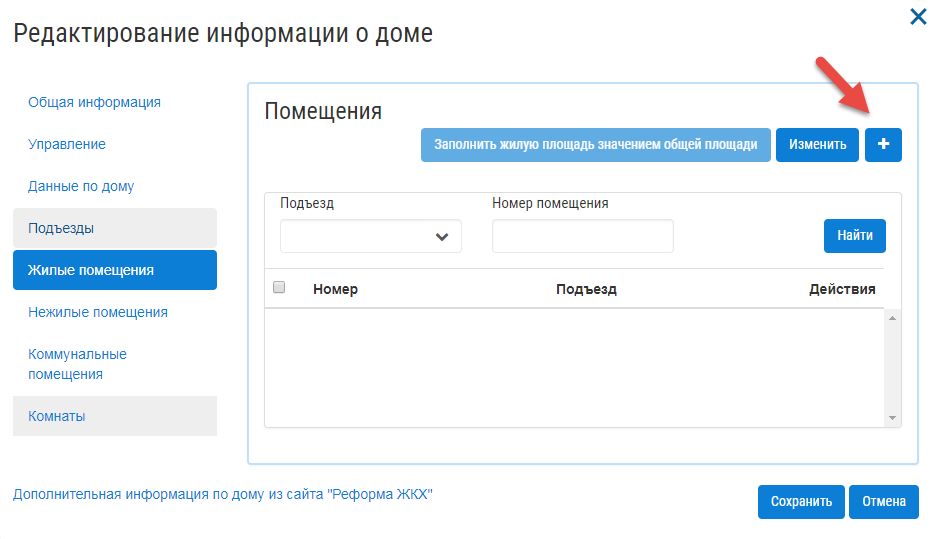 Редактирование информации о доме
Общая информация
Управление
Данные по дому
Подъезды
Жилые помещения
Нежилые помещения
Коммунальные
помещения
Комнаты
Помещения
Заполнить жилую площадь значением общей площади
Изменить
+
Подъезд
Номер помещения
Найти
Номер
Подъезд
Действия
Дополнительная информация по дому из сайта "Реформа ЖКХ"
Сохранить
Отмена